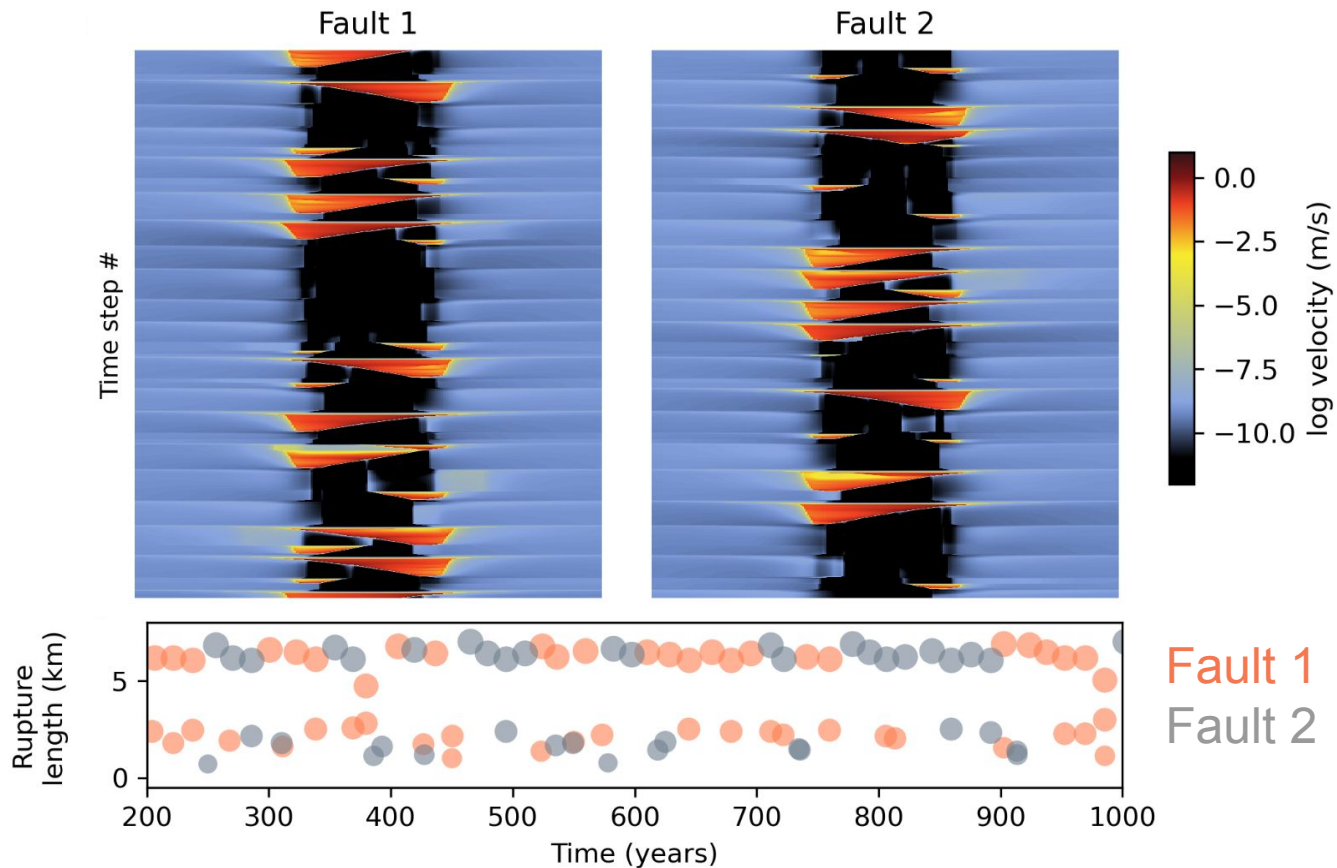 Fault 1
Fault 2
Time step #
0.0
−2.5
−5.0
−7.5
−10.0
log velocity (m/s)
Rupture
length (km)
5
0
200
300
400
500
600
700
800
900
1000
Time (years)
Fault 1
Fault 2